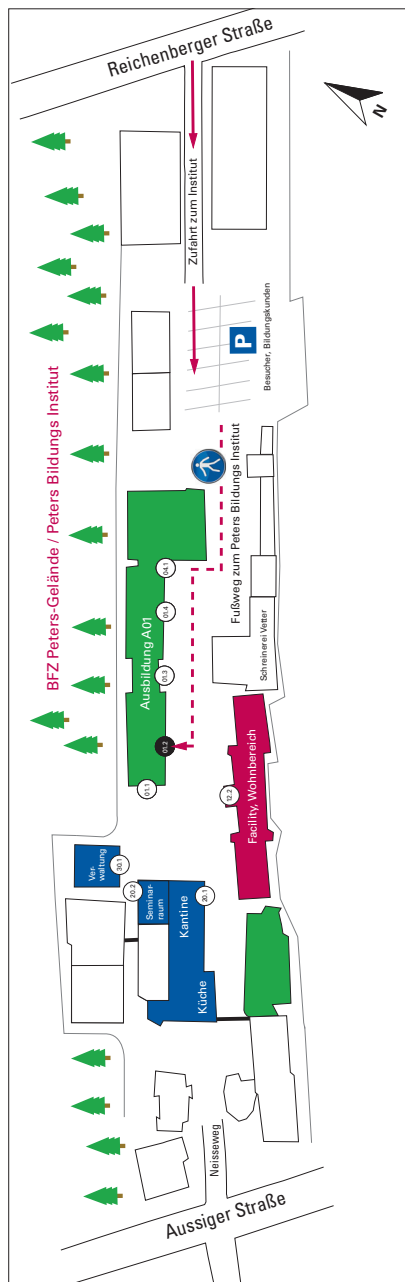 Reichenberger Straße
N
Zufahrt zum Institut
P
Besucher, Bildungskunden
BFZ Peters-Gelände / Peters Bildungs Institut
Fußweg zum Peters Bildungs Institut
Ausbildung A01
04.1
01.4
01.3
01.2
01.1
Schreinerei Vetter
12.2
Facility, Wohnbereich
Ver-
waltung
30.1
20.2
Seminar-
raum
Kantine
20.1
Küche
Neisseweg
Aussiger Straße